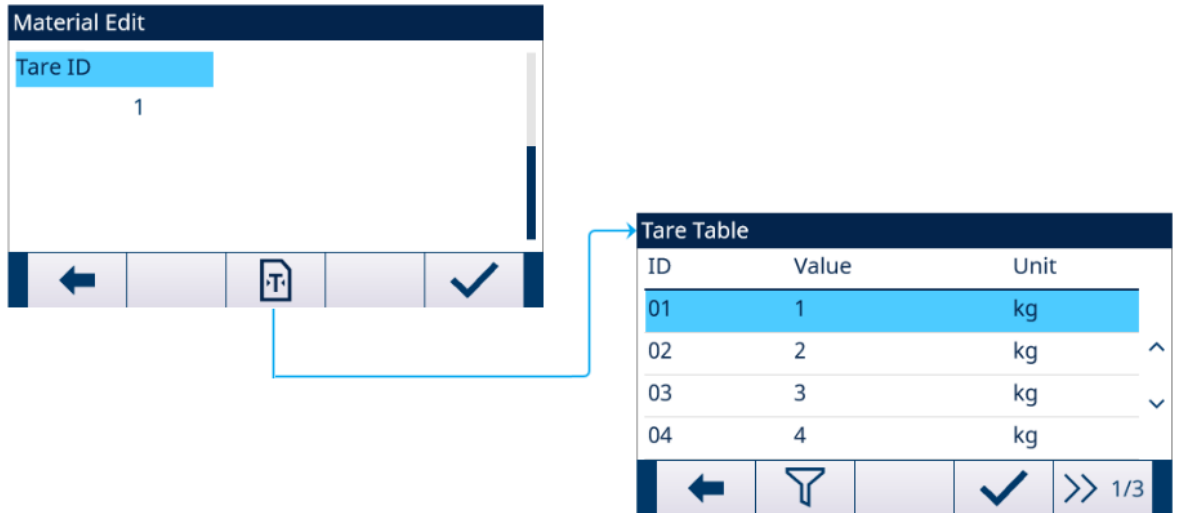 Material Edit
Tare ID
1
T
Tare Table
ID Value Unit
01 1 kg
02 2 kg
03 3 kg
04 4 kg
1/3